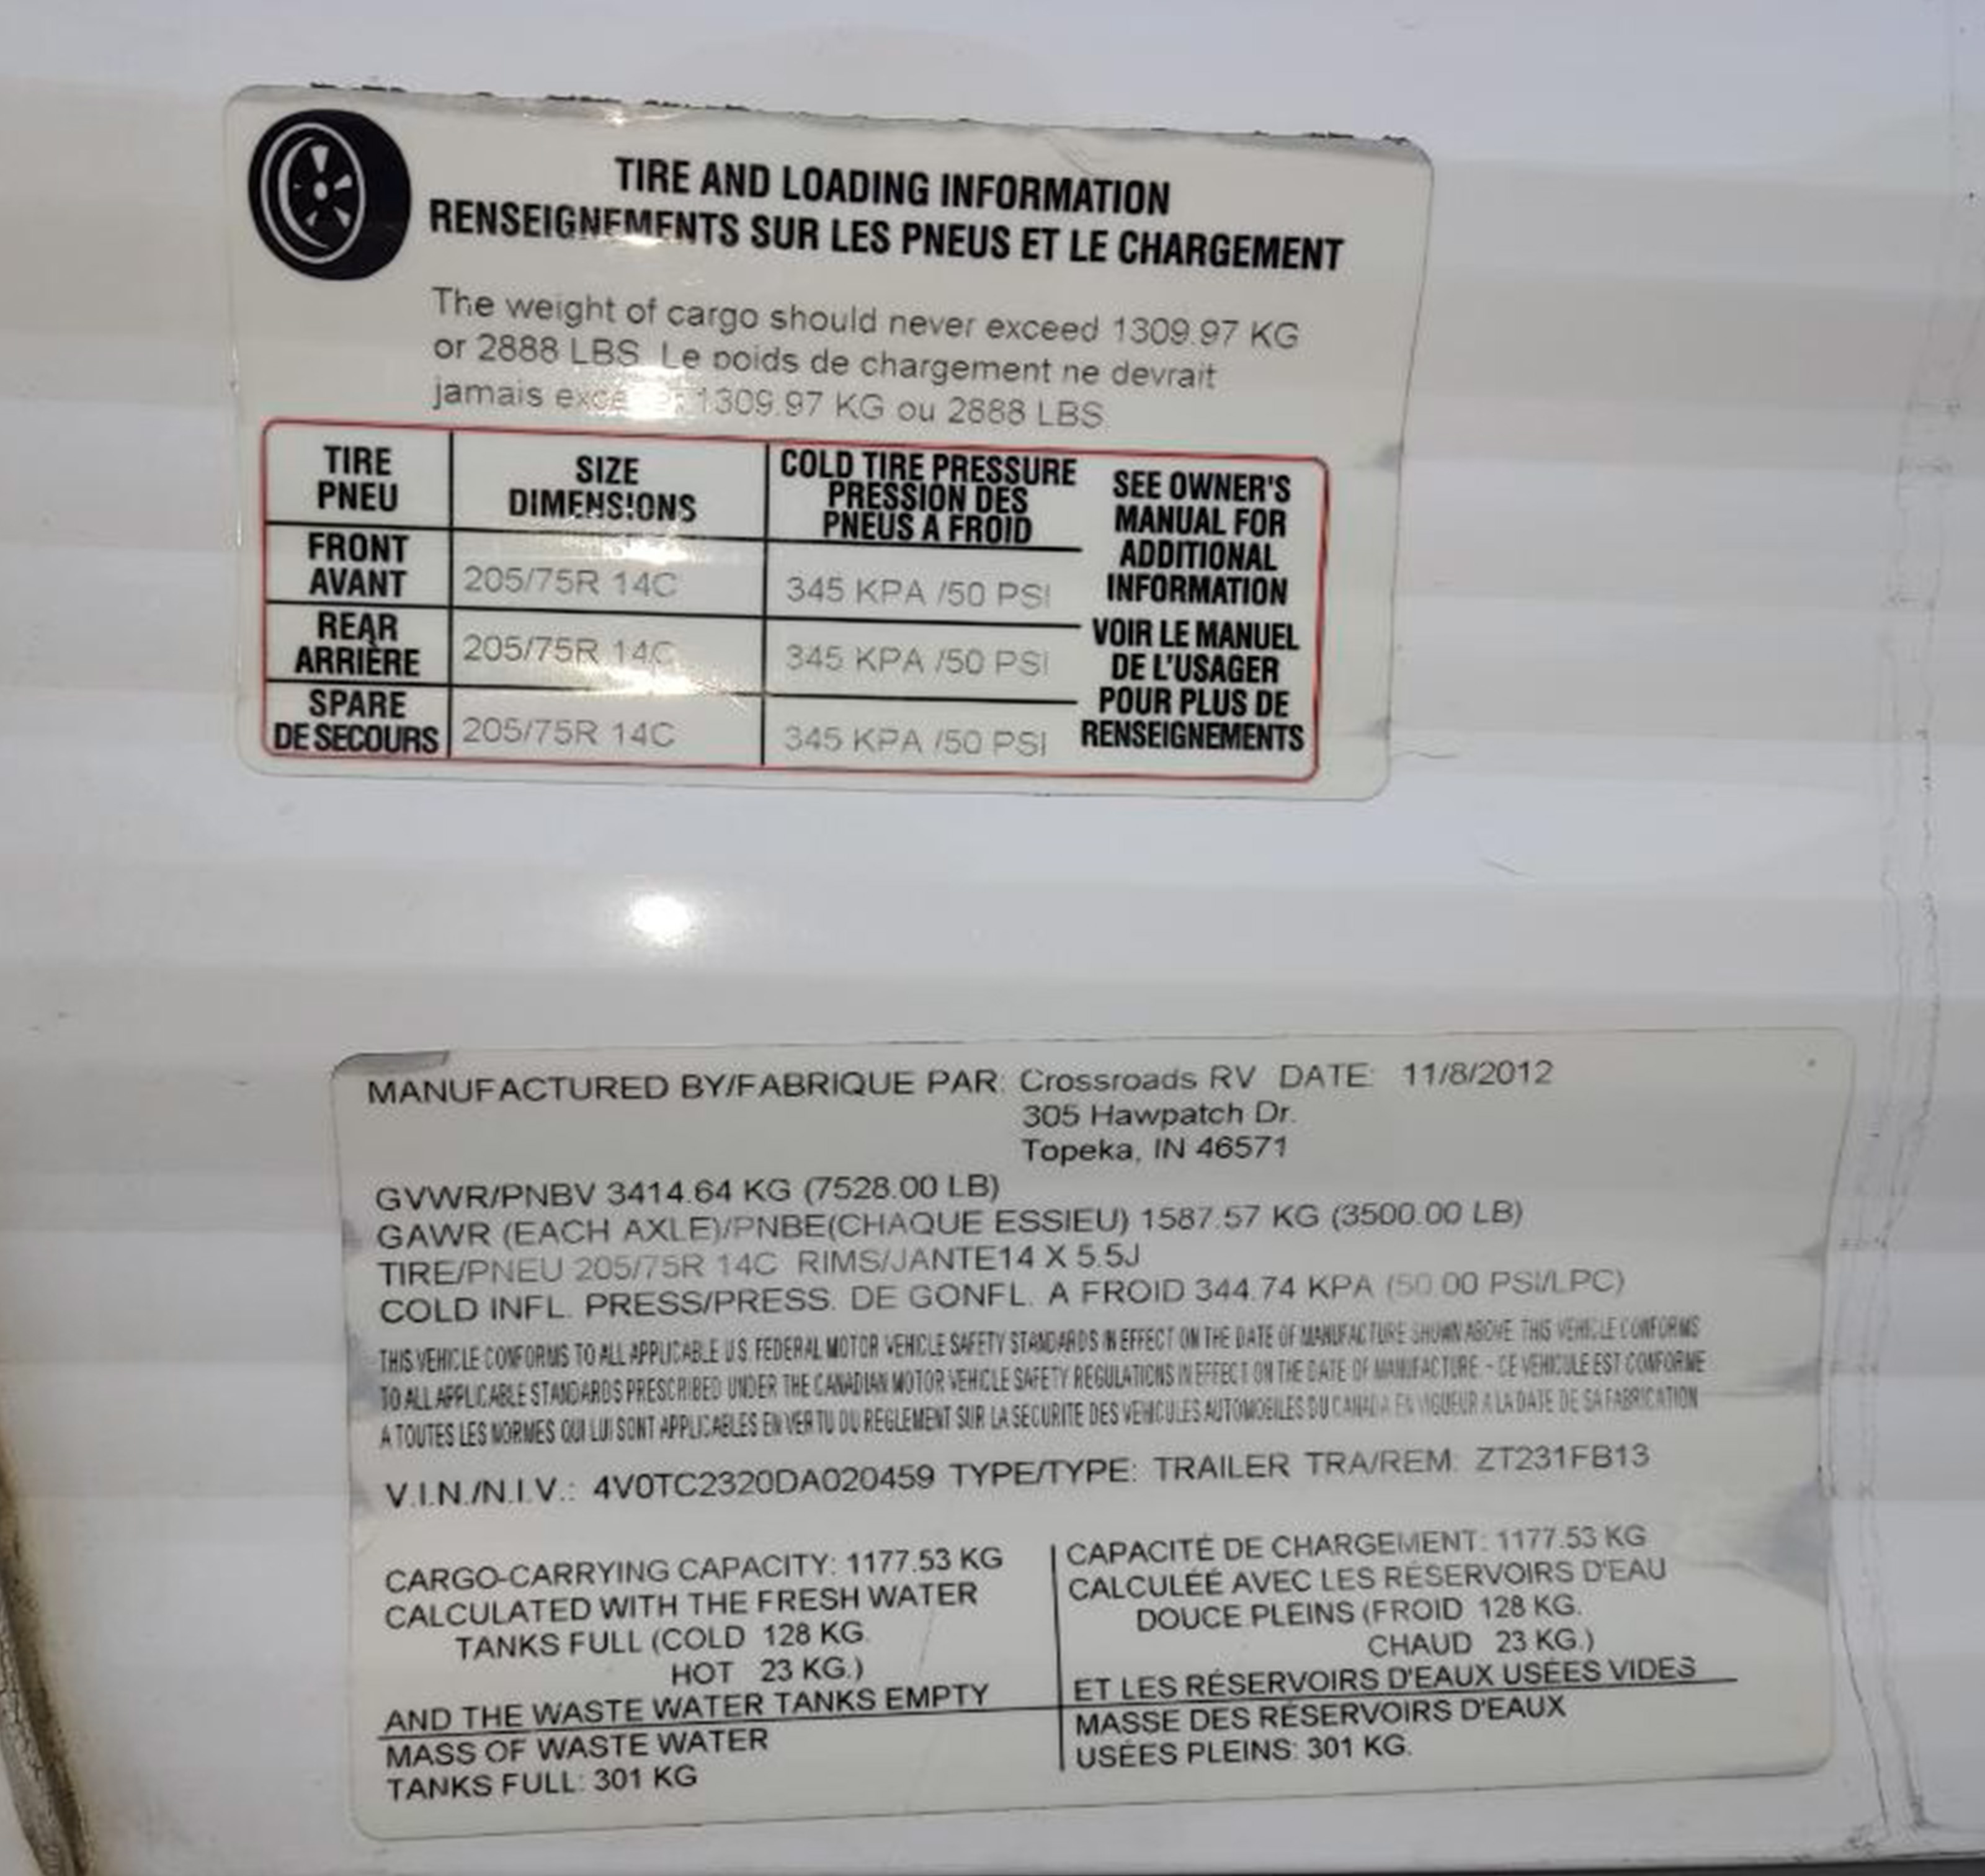 TIRE AND LOADING INFORMATION
RENSEIGNEMENTS SUR LES PNEUS ET LE CHARGEMENT
The weight of cargo should never exceed 1309.97 KG
or 2888 LBS. Le poids de chargement ne devrait
jamais 1309.97 KG ou 2888 LBS.
TIRE
PNEU
SIZE
DIMENSIONS
COLD TIRE PRESSURE
PRESSION DES
PNEUS A FROID
FRONT
AVANT
205/75R 14C
345 KPA /50 PSI
REAR
ARRIÈRE
205/75R 14C
345 KPA /50 PSI
SPARE
DE SECOURS
205/75R 14C
345 KPA /50 PSI
SEE OWNER'S
MANUAL FOR
ADDITIONAL
INFORMATION
VOIR LE MANUEL
DE L'USAGER
POUR PLUS DE
RENSEIGNEMENTS
MANUFACTURED BY/FABRIQUE PAR: Crossroads RV DATE: 11/8/2012
305 Hawpatch Dr.
Topeka, IN 46571
GVWR/PNBV 3414.64 KG (7528.00 LB)
GAWR (EACH AXLE)/PNBE(CHAQUE ESSIEU) 1587.57 KG (3500.00 LB)
TIRE/PNEU 205/75R 14C RIMS/JANTE14 X 5.5J
COLD INFL. PRESS/PRESS. DE GONFL. A FROID 344.74 KPA (50.00 PSI/LPC)
THIS VEHICLE CONFORMS TO ALL APPLICABLE U.S. FEDERAL MOTOR VEHICLE SAFETY STANDARDS IN EFFECT ON THE DATE OF MANUFACTURE SHOWN ABOVE. THIS VEHICLE CONFORMS
TO ALL APPLICABLE STANDARDS PRESCRIBED UNDER THE CANADIAN MOTOR VEHICLE SAFETY REGULATIONS IN EFFECT ON THE DATE OF MANUFACTURE. - CE VEHICULE EST CONFORME
A TOUTES LES NORMES QUI LUI SONT APPLICABLES EN VERTU DU REGLEMENT SUR LA SECURITE DES VEHICULES AUTOMOBILES DU CANADA EN VIGUEUR A LA DATE DE SA FABRICATION
V.I.N./N.I.V.: 4V0TC2320DA020459 TYPE/TYPE: TRAILER TRA/REM: ZT231FB13
CARGO-CARRYING CAPACITY: 1177.53 KG
CALCULATED WITH THE FRESH WATER
TANKS FULL (COLD 128 KG.
HOT 23 KG.)
AND THE WASTE WATER TANKS EMPTY
MASS OF WASTE WATER
TANKS FULL: 301 KG
CAPACITÉ DE CHARGEMENT: 1177.53 KG
CALCULÉE AVEC LES RÉSERVOIRS D'EAU
DOUCE PLEINS (FROID 128 KG.
CHAUD 23 KG.)
ET LES RÉSERVOIRS D'EAUX USÉES VIDES
MASSE DES RÉSERVOIRS D'EAUX
USÉES PLEINS: 301 KG.